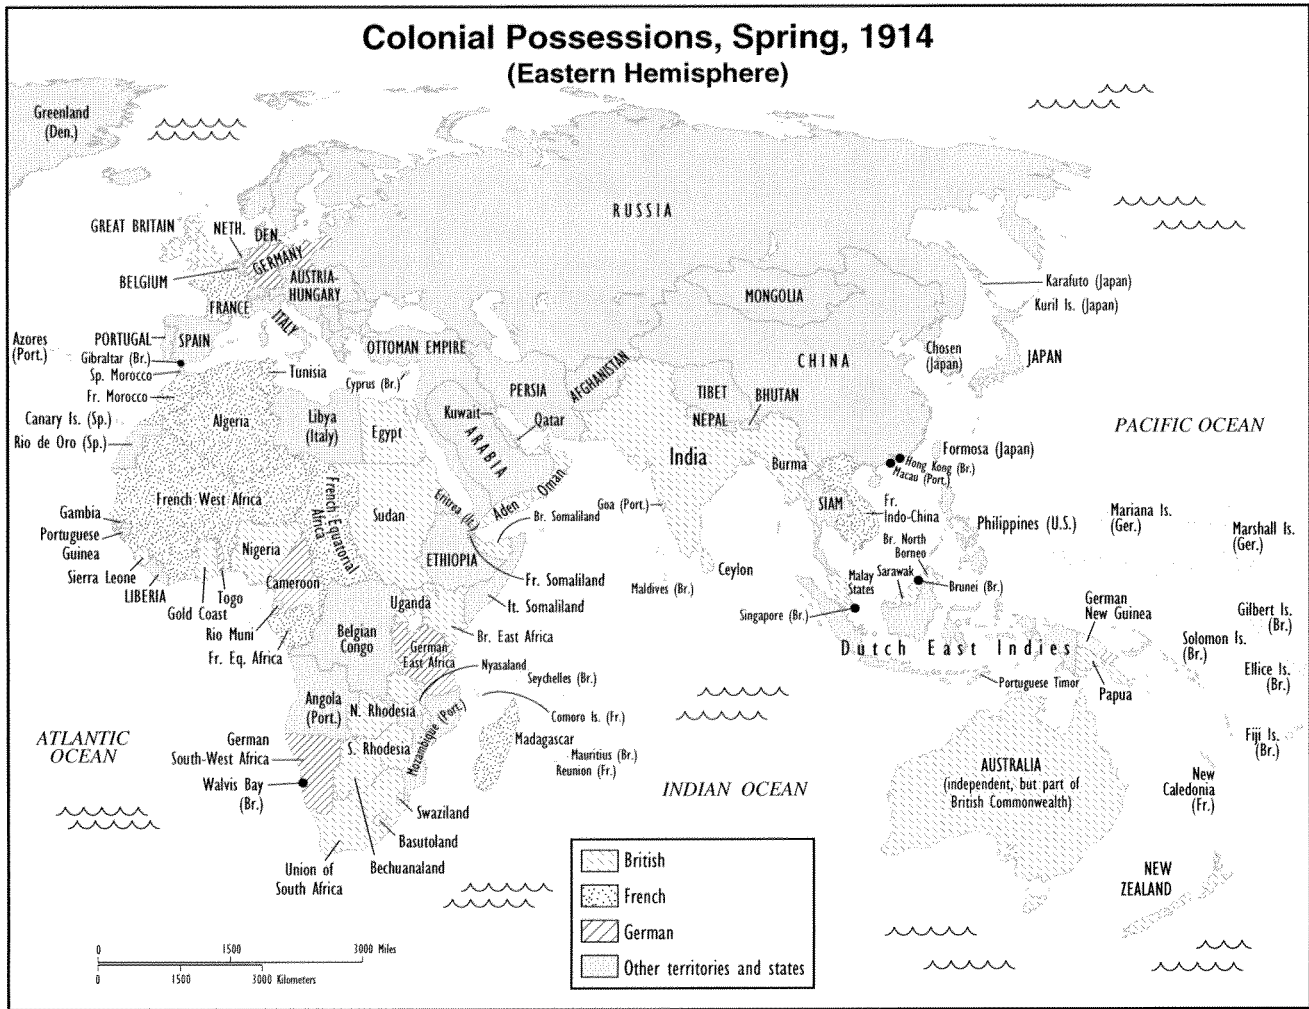 Colonial Possessions, Spring, 1914
(Eastern Hemisphere)
Greenland
(Den.)
RUSSIA
GREAT BRITAIN
NETH.
DEN.
GERMANY
BELGIUM
AUSTRIA-
HUNGARY
FRANCE
ITALY
MONGOLIA
Karafuto (Japan)
Kuril Is. (Japan)
Azores
(Port.)
PORTUGAL
SPAIN
Gibraltar (Br.)
Sp. Morocco
Fr. Morocco
Tunisia
OTTOMAN EMPIRE
Cyprus (Br.)
PERSIA
AFGHANISTAN
CHINA
Chosen
(Japan)
JAPAN
TIBET
BHUTAN
NEPAL
Canary Is. (Sp.)
Rio de Oro (Sp.)
Algeria
Libya
(Italy)
Egypt
Kuwait
Qatar
ARABIA
India
Burma
Formosa (Japan)
Hong Kong (Br.)
Macau (Port.)
PACIFIC OCEAN
French West Africa
French Equatorial
Africa
Sudan
Eritrea (It.)
Aden
Oman
Br. Somaliland
Goa (Port.)
SIAM
Fr.
Indo-China
Philippines (U.S.)
Mariana Is.
(Ger.)
Marshall Is.
(Ger.)
Gambia
Portuguese
Guinea
Sierra Leone
LIBERIA
Gold Coast
Togo
Nigeria
Cameroon
Rio Muni
Fr. Eq. Africa
ETHIOPIA
Fr. Somaliland
It. Somaliland
Uganda
Br. East Africa
Belgian
Congo
German
East Africa
Nyasaland
Seychelles (Br.)
Maldives (Br.)
Ceylon
Br. North
Borneo
Malay
States
Sarawak
Brunei (Br.)
Singapore (Br.)
Dutch East Indies
Portuguese Timor
German
New Guinea
Papua
Gilbert Is.
(Br.)
Solomon Is.
(Br.)
Ellice Is.
(Br.)
Fiji Is.
(Br.)
Angola
(Port.)
N. Rhodesia
S. Rhodesia
Mozambique (Port.)
Comoro Is. (Fr.)
Madagascar
Mauritius (Br.)
Reunion (Fr.)
ATLANTIC
OCEAN
German
South-West Africa
Walvis Bay
(Br.)
INDIAN OCEAN
AUSTRALIA
(independent, but part of
British Commonwealth)
New
Caledonia
(Fr.)
Swaziland
Basutoland
Bechuanaland
Union of
South Africa
NEW
ZEALAND
British
French
German
Other territories and states
0 1500 3000 Miles
0 1500 3000 Kilometers